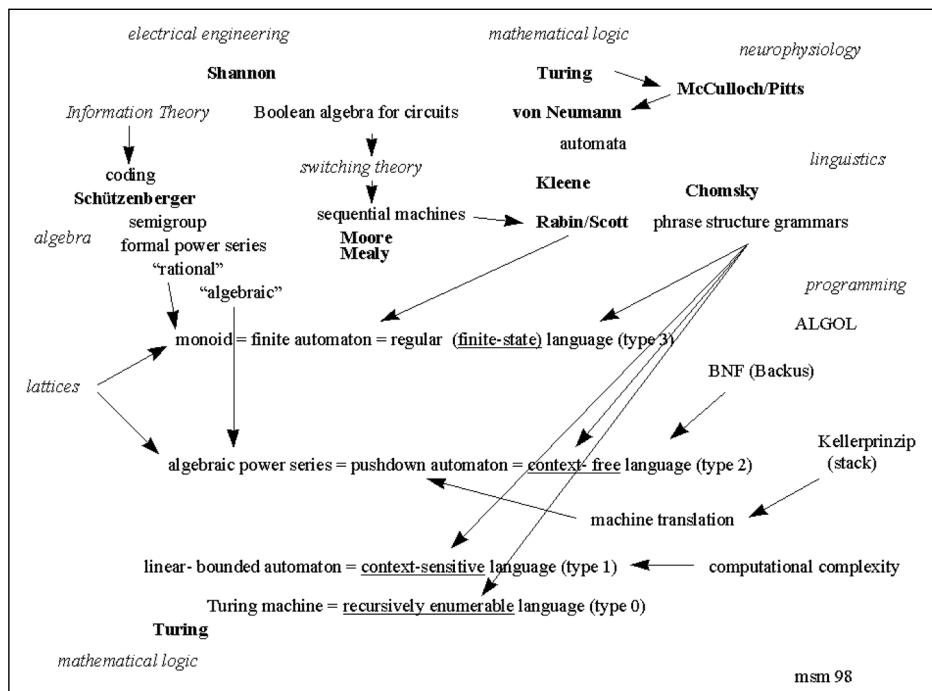 electrical engineering
mathematical logic
neurophysiology
Shannon
Turing
McCulloch/Pitts
Information Theory
Boolean algebra for circuits
von Neumann
automata
switching theory
linguistics
coding
Kleene
Chomsky
Schützenberger
semigroup
sequential machines
Rabin/Scott
phrase structure grammars
algebra
formal power series
Moore
Mealy
“rational”
“algebraic”
programming
ALGOL
monoid = finite automaton = regular (finite-state) language (type 3)
BNF (Backus)
lattices
Kellerprinzip
(stack)
algebraic power series = pushdown automaton = context- free language (type 2)
machine translation
linear- bounded automaton = context-sensitive language (type 1)
computational complexity
Turing machine = recursively enumerable language (type 0)
Turing
mathematical logic
msm 98